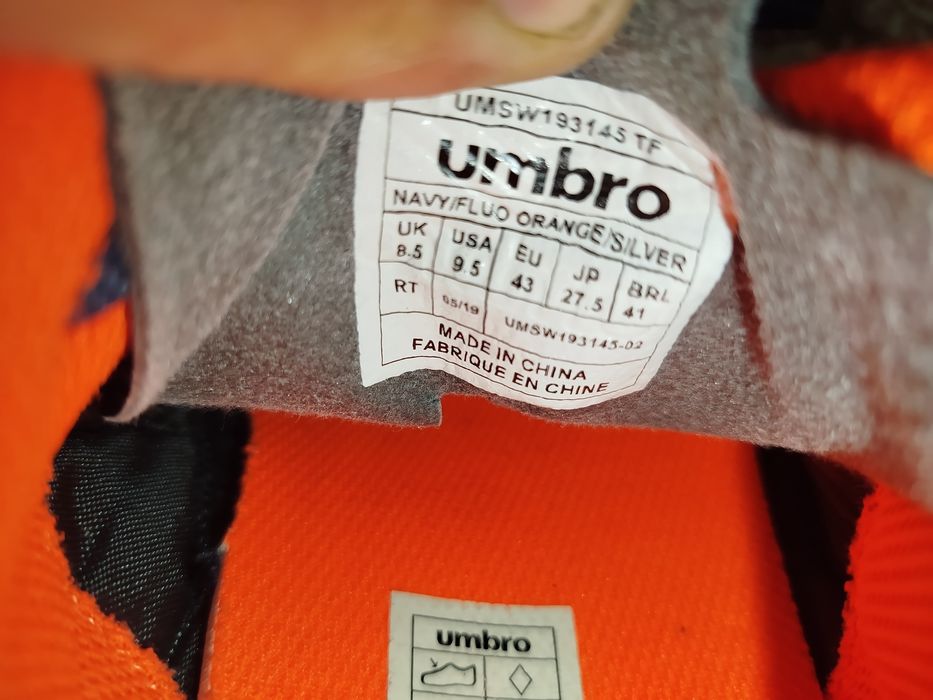 UMSW193145 TF
umbro
NAVY/FLUO ORANGE/SILVER
UK USA EU JP BRL
8.5 9.5 43 27.5 41
RT 05/19 UMSW193145-02
MADE IN CHINA
FABRIQUE EN CHINE
umbro